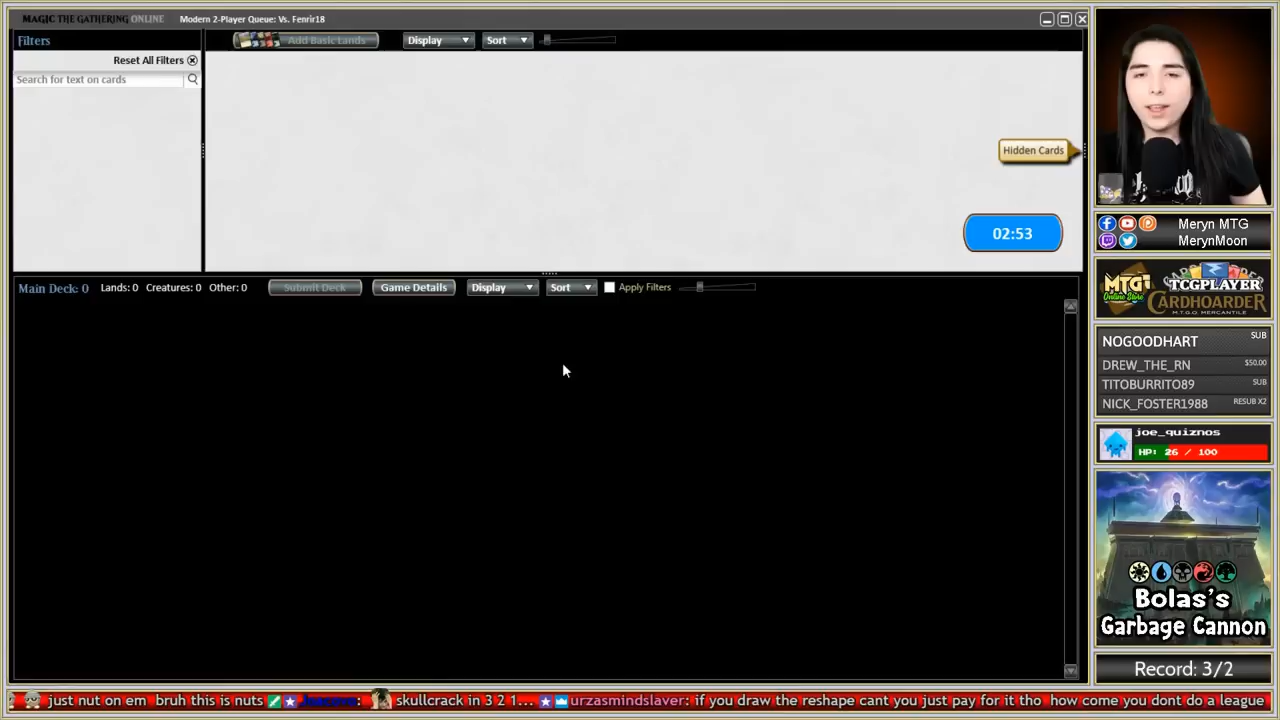 MAGIC THE GATHERING ONLINE Modern 2-Player Queue: Vs. Fenrir18
Filters
Add Basic Lands Display Sort
Reset All Filters
Search for text on cards
Hidden Cards
02:53
Main Deck: 0 Lands: 0 Creatures: 0 Other: 0 Submit Deck Game Details Display Sort Apply Filters
Meryn MTG
MerynMoon
MTG
Online Store
TCGPLAYER
CARDHOARDER
M.T.G.O. MERCANTILE
NOGOODHART SUB
DREW_THE_RN $50.00
TITOBURRITO89 SUB
NICK_FOSTER1988 RESUB X2
joe_quiznos
HP: 26 / 100
Bolas's
Garbage Cannon
Record: 3/2
just nut on em bruh this is nuts : skullcrack in 3 2 1... urzasmindslaver: if you draw the reshape cant you just pay for it tho how come you dont do a league